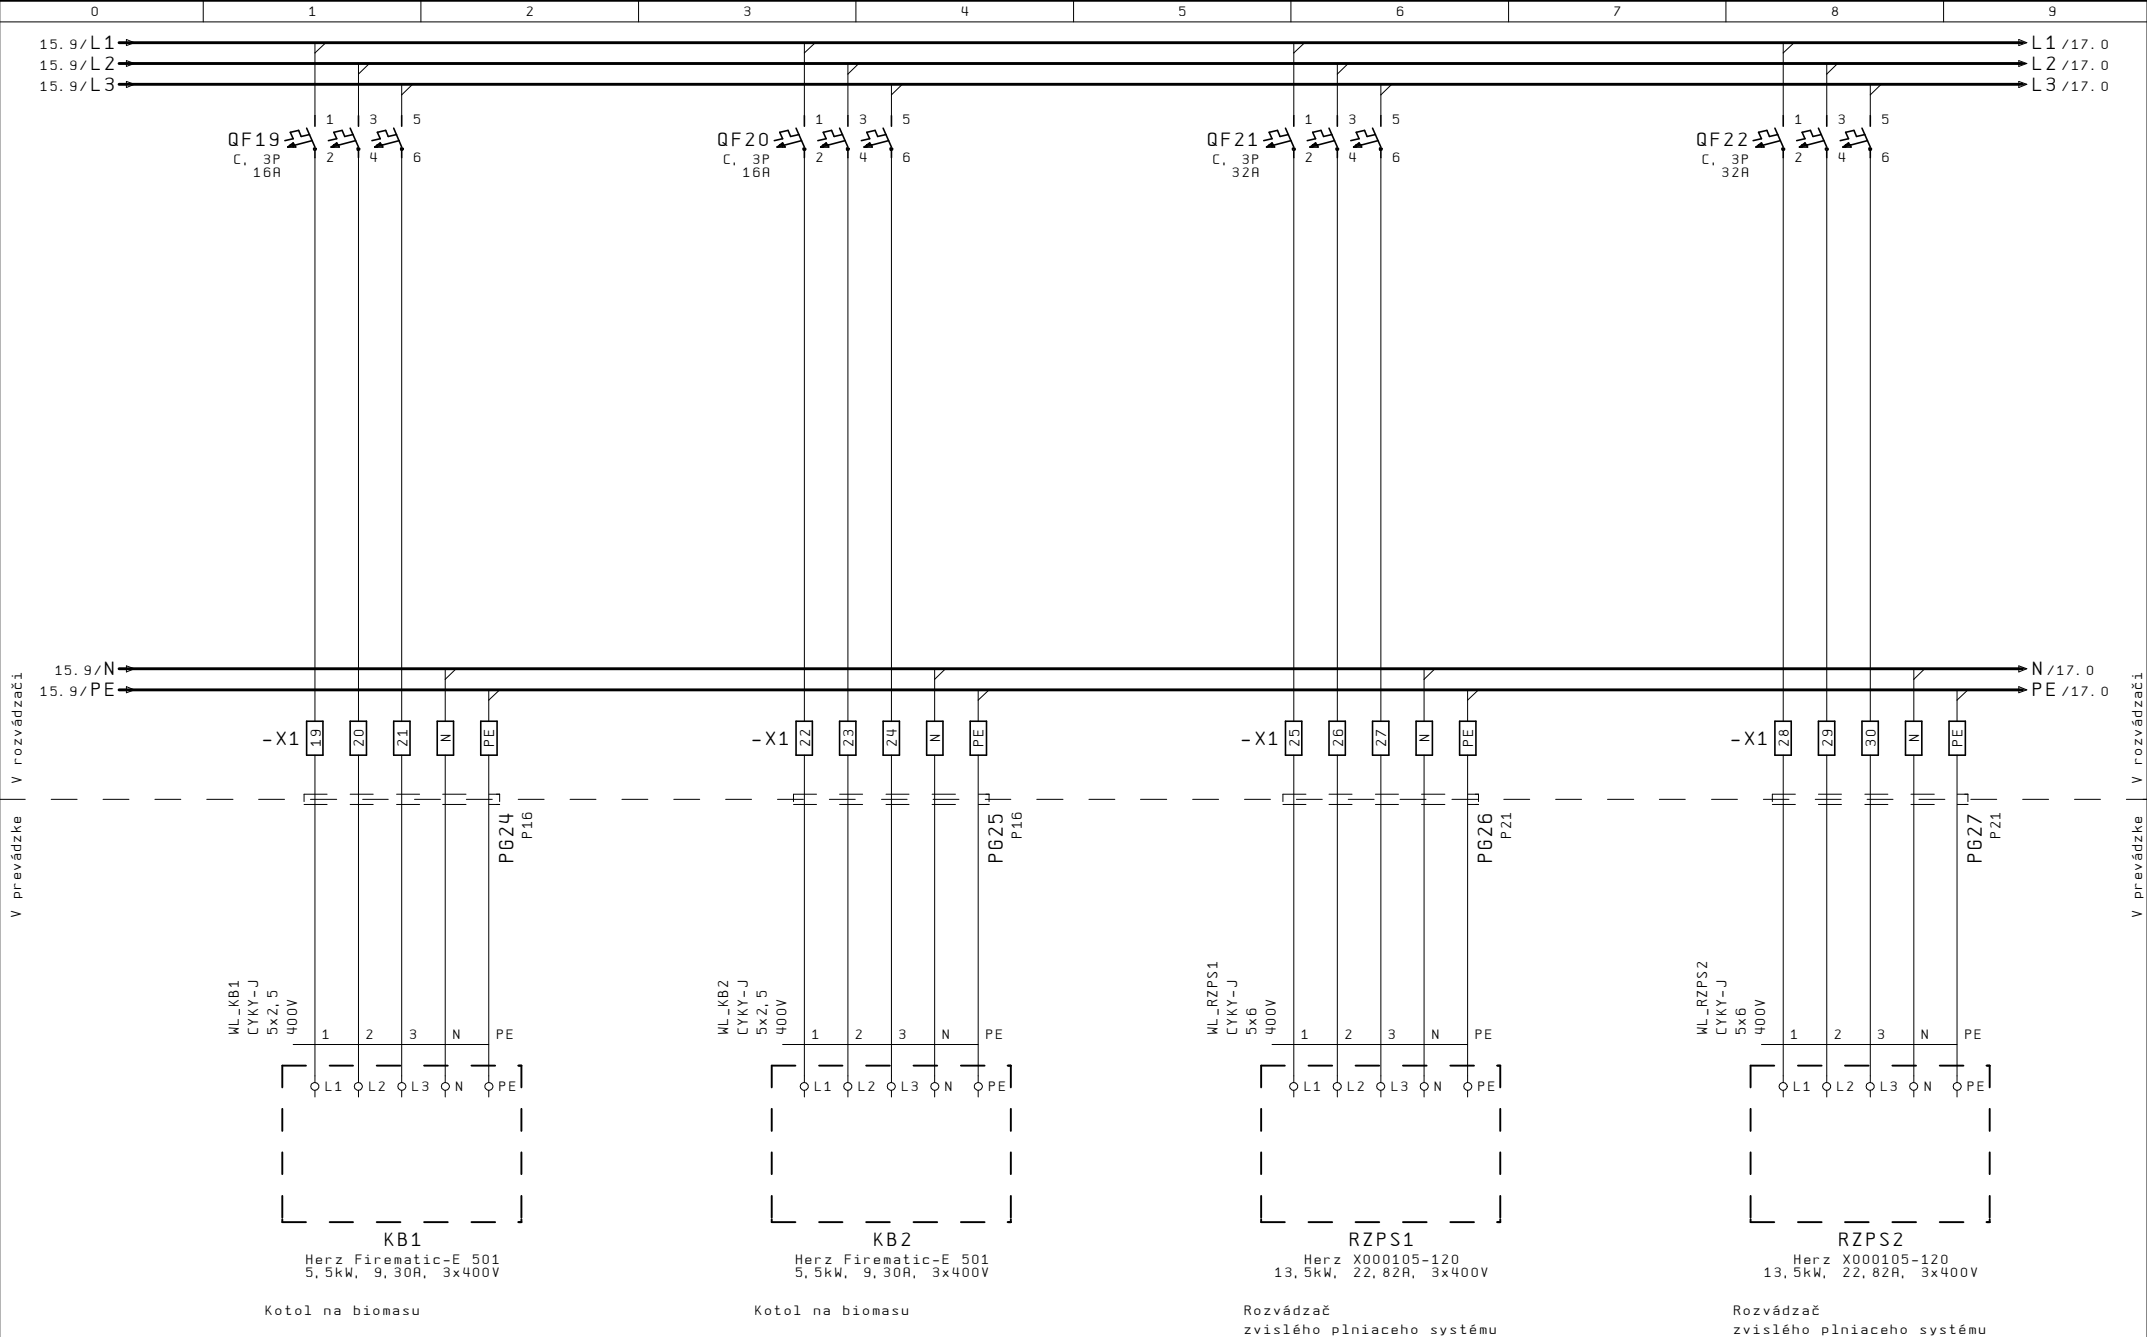 0 1 2 3 4 5 6 7 8 9
15.9/L1 L1/17.0
15.9/L2 L2/17.0
15.9/L3 L3/17.0
QF19 1 3 5
C, 3P 2 4 6
16A
QF20 1 3 5
C, 3P 2 4 6
16A
QF21 1 3 5
C, 3P 2 4 6
32A
QF22 1 3 5
C, 3P 2 4 6
32A
15.9/N N/17.0
15.9/PE PE/17.0
V rozvádzači
V rozvádzači
-X1 19 20 21 N PE
-X1 22 23 24 N PE
-X1 25 26 27 N PE
-X1 28 29 30 N PE
V prevádzke
V prevádzke
PG24
P16
PG25
P16
PG26
P21
PG27
P21
WL_KB1
CYKY-J
5x2,5
400V
1 2 3 N PE
WL_KB2
CYKY-J
5x2,5
400V
1 2 3 N PE
WL_RZPS1
CYKY-J
5x6
400V
1 2 3 N PE
WL_RZPS2
CYKY-J
5x6
400V
1 2 3 N PE
L1 L2 L3 N PE
L1 L2 L3 N PE
L1 L2 L3 N PE
L1 L2 L3 N PE
KB1
Herz Firematic-E 501
5,5kW, 9,30A, 3x400V
Kotol na biomasu
KB2
Herz Firematic-E 501
5,5kW, 9,30A, 3x400V
Kotol na biomasu
RZPS1
Herz X000105-120
13,5kW, 22,82A, 3x400V
Rozvádzač
zvislého plniaceho systému
RZPS2
Herz X000105-120
13,5kW, 22,82A, 3x400V
Rozvádzač
zvislého plniaceho systému